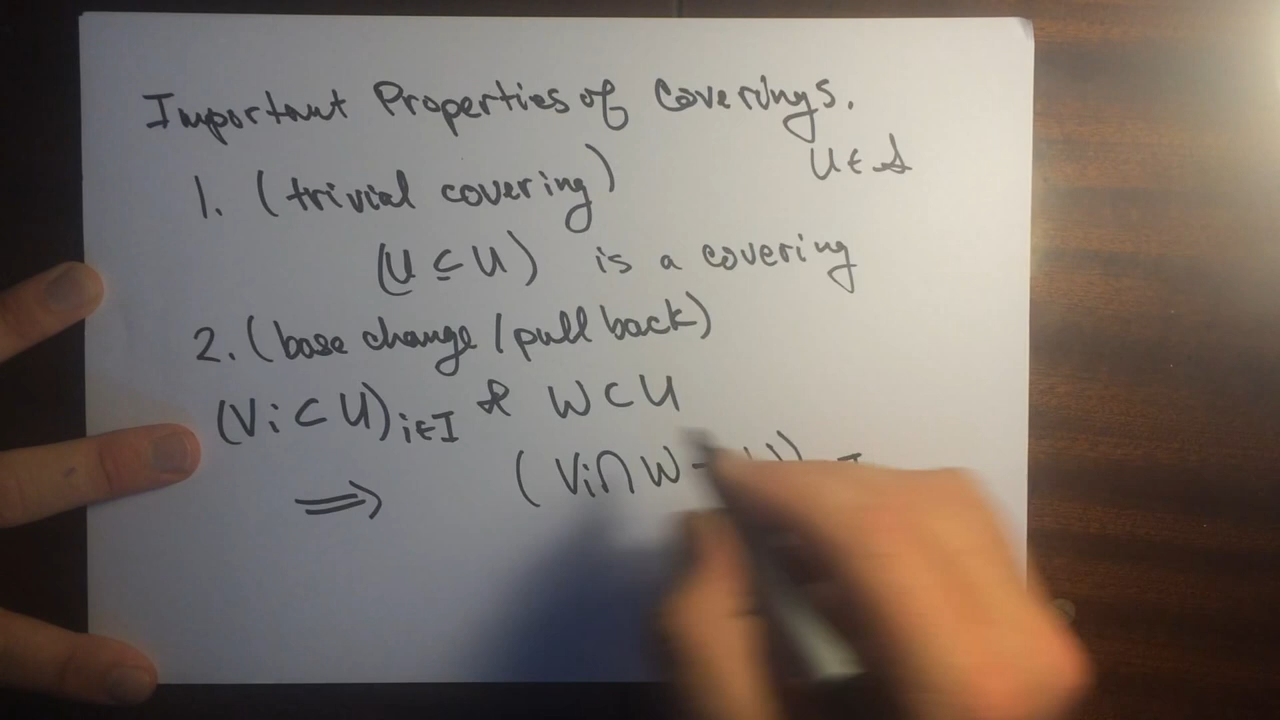 Important Properties of Coverings.
U ∈ 𝒮
1. (trivial covering)
(U ⊆ U) is a covering
2. (base change / pull back)
(Vi ⊂ U)i∈I & W ⊂ U
⟹ (Vi ∩ W